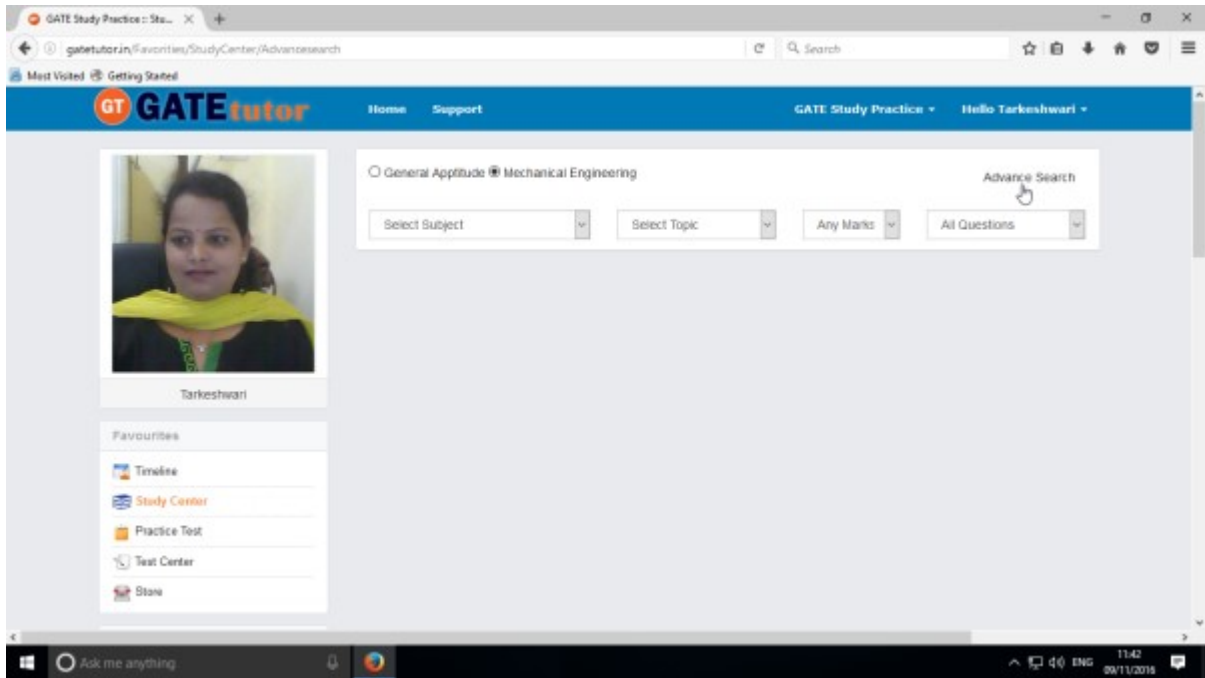 GATE Study Practice :: Stu...
gatetutor.in/Favorities/StudyCenter/Advancesearch
Search
Most Visited Getting Started
GT GATEtutor Home Support GATE Study Practice Hello Tarkeshwari
General Apptitude Mechanical Engineering
Advance Search
Select Subject Select Topic Any Marks All Questions
Tarkeshwari
Favourites
Timeline
Study Center
Practice Test
Test Center
Store
Ask me anything
ENG
11:42
09/11/2016